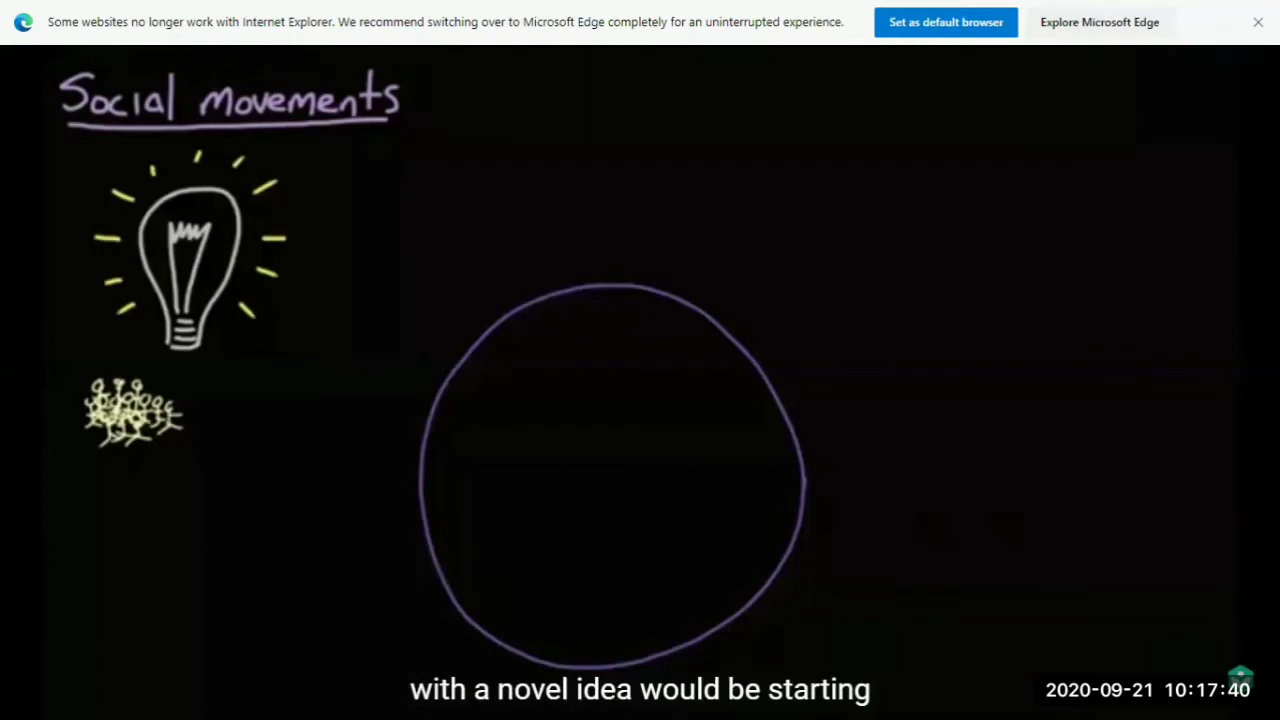 Some websites no longer work with Internet Explorer. We recommend switching over to Microsoft Edge completely for an uninterrupted experience. Set as default browser Explore Microsoft Edge
Social movements
with a novel idea would be starting
2020-09-21 10:17:40